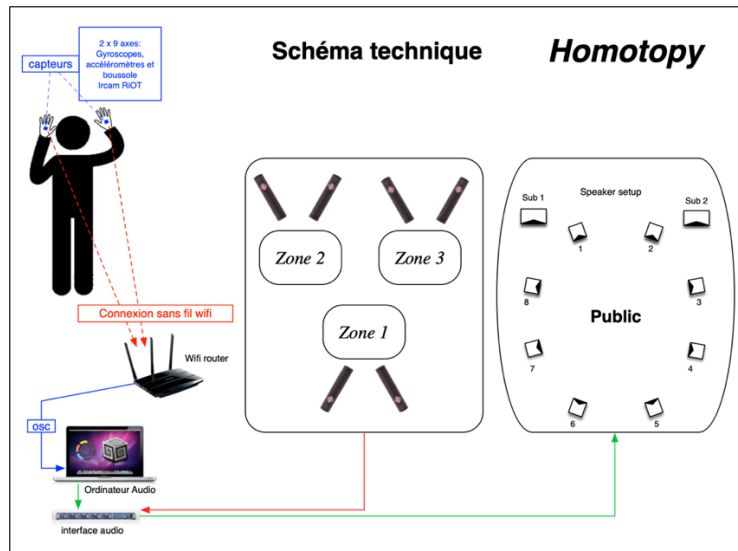 Schéma technique
Homotopy
capteurs
2 x 9 axes:
Gyroscopes,
accéléromètres et
boussole
Ircam RiOT
Connexion sans fil wifi
Wifi router
osc
Ordinateur Audio
interface audio
Zone 2
Zone 3
Zone 1
Speaker setup
Sub 1
Sub 2
1
2
8
3
Public
7
4
6
5